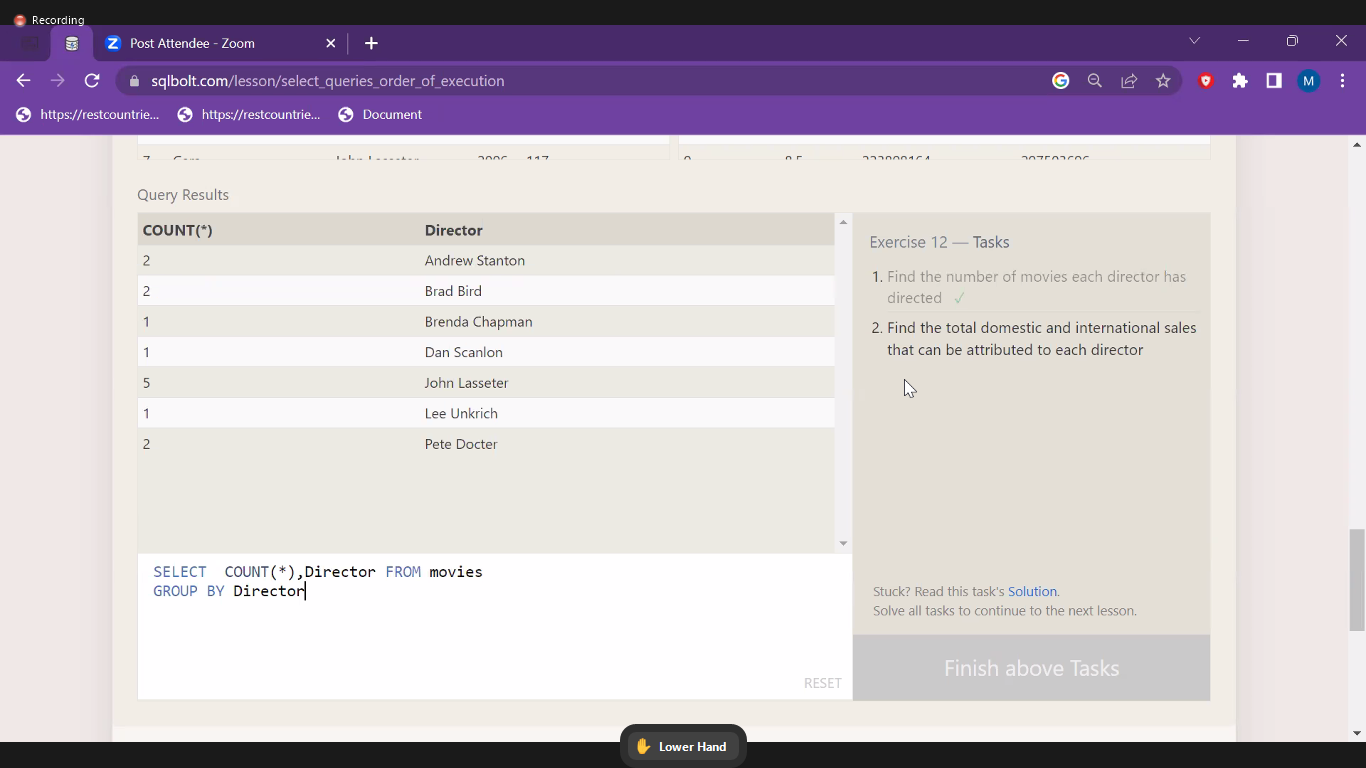 Recording
Post Attendee - Zoom
sqlbolt.com/lesson/select_queries_order_of_execution
https://restcountrie... https://restcountrie... Document
Query Results
COUNT(*) Director
2 Andrew Stanton
2 Brad Bird
1 Brenda Chapman
1 Dan Scanlon
5 John Lasseter
1 Lee Unkrich
2 Pete Docter
SELECT  COUNT(*),Director FROM movies
GROUP BY Director
RESET
Exercise 12 — Tasks
1. Find the number of movies each director has
directed ✓
2. Find the total domestic and international sales
that can be attributed to each director
Stuck? Read this task's Solution.
Solve all tasks to continue to the next lesson.
Finish above Tasks
Lower Hand
M